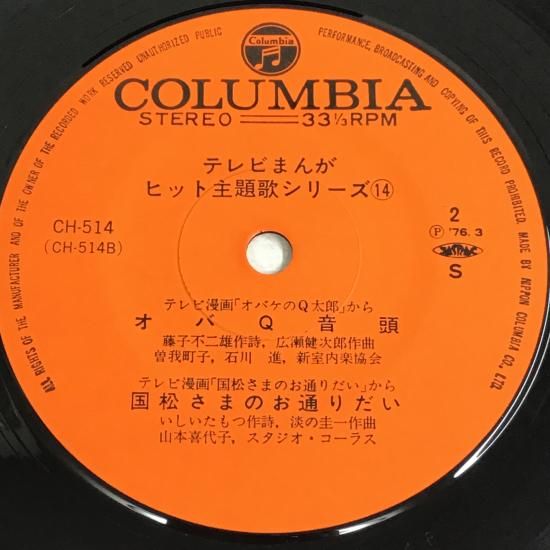 ALL RIGHTS OF THE MANUFACTURER AND OF THE OWNER OF THE RECORDED WORK RESERVED UNAUTHORIZED PUBLIC PERFORMANCE, BROADCASTING AND COPYING OF THIS RECORD PROHIBITED. MADE BY NIPPON COLUMBIA CO., LTD.
Columbia
COLUMBIA
STEREO 33 1/3 RPM
テレビまんが
ヒット主題歌シリーズ⑭
CH-514
(CH-514B)
2
Ⓟ '76. 3
S
テレビ漫画「オバケのQ太郎」から
オバQ音頭
藤子不二雄作詩, 広瀬健次郎作曲
曽我町子, 石川 進, 新室内楽協会
テレビ漫画「国松さまのお通りだい」から
国松さまのお通りだい
いしいたもつ作詩, 淡の圭一作曲
山本喜代子, スタジオ・コーラス